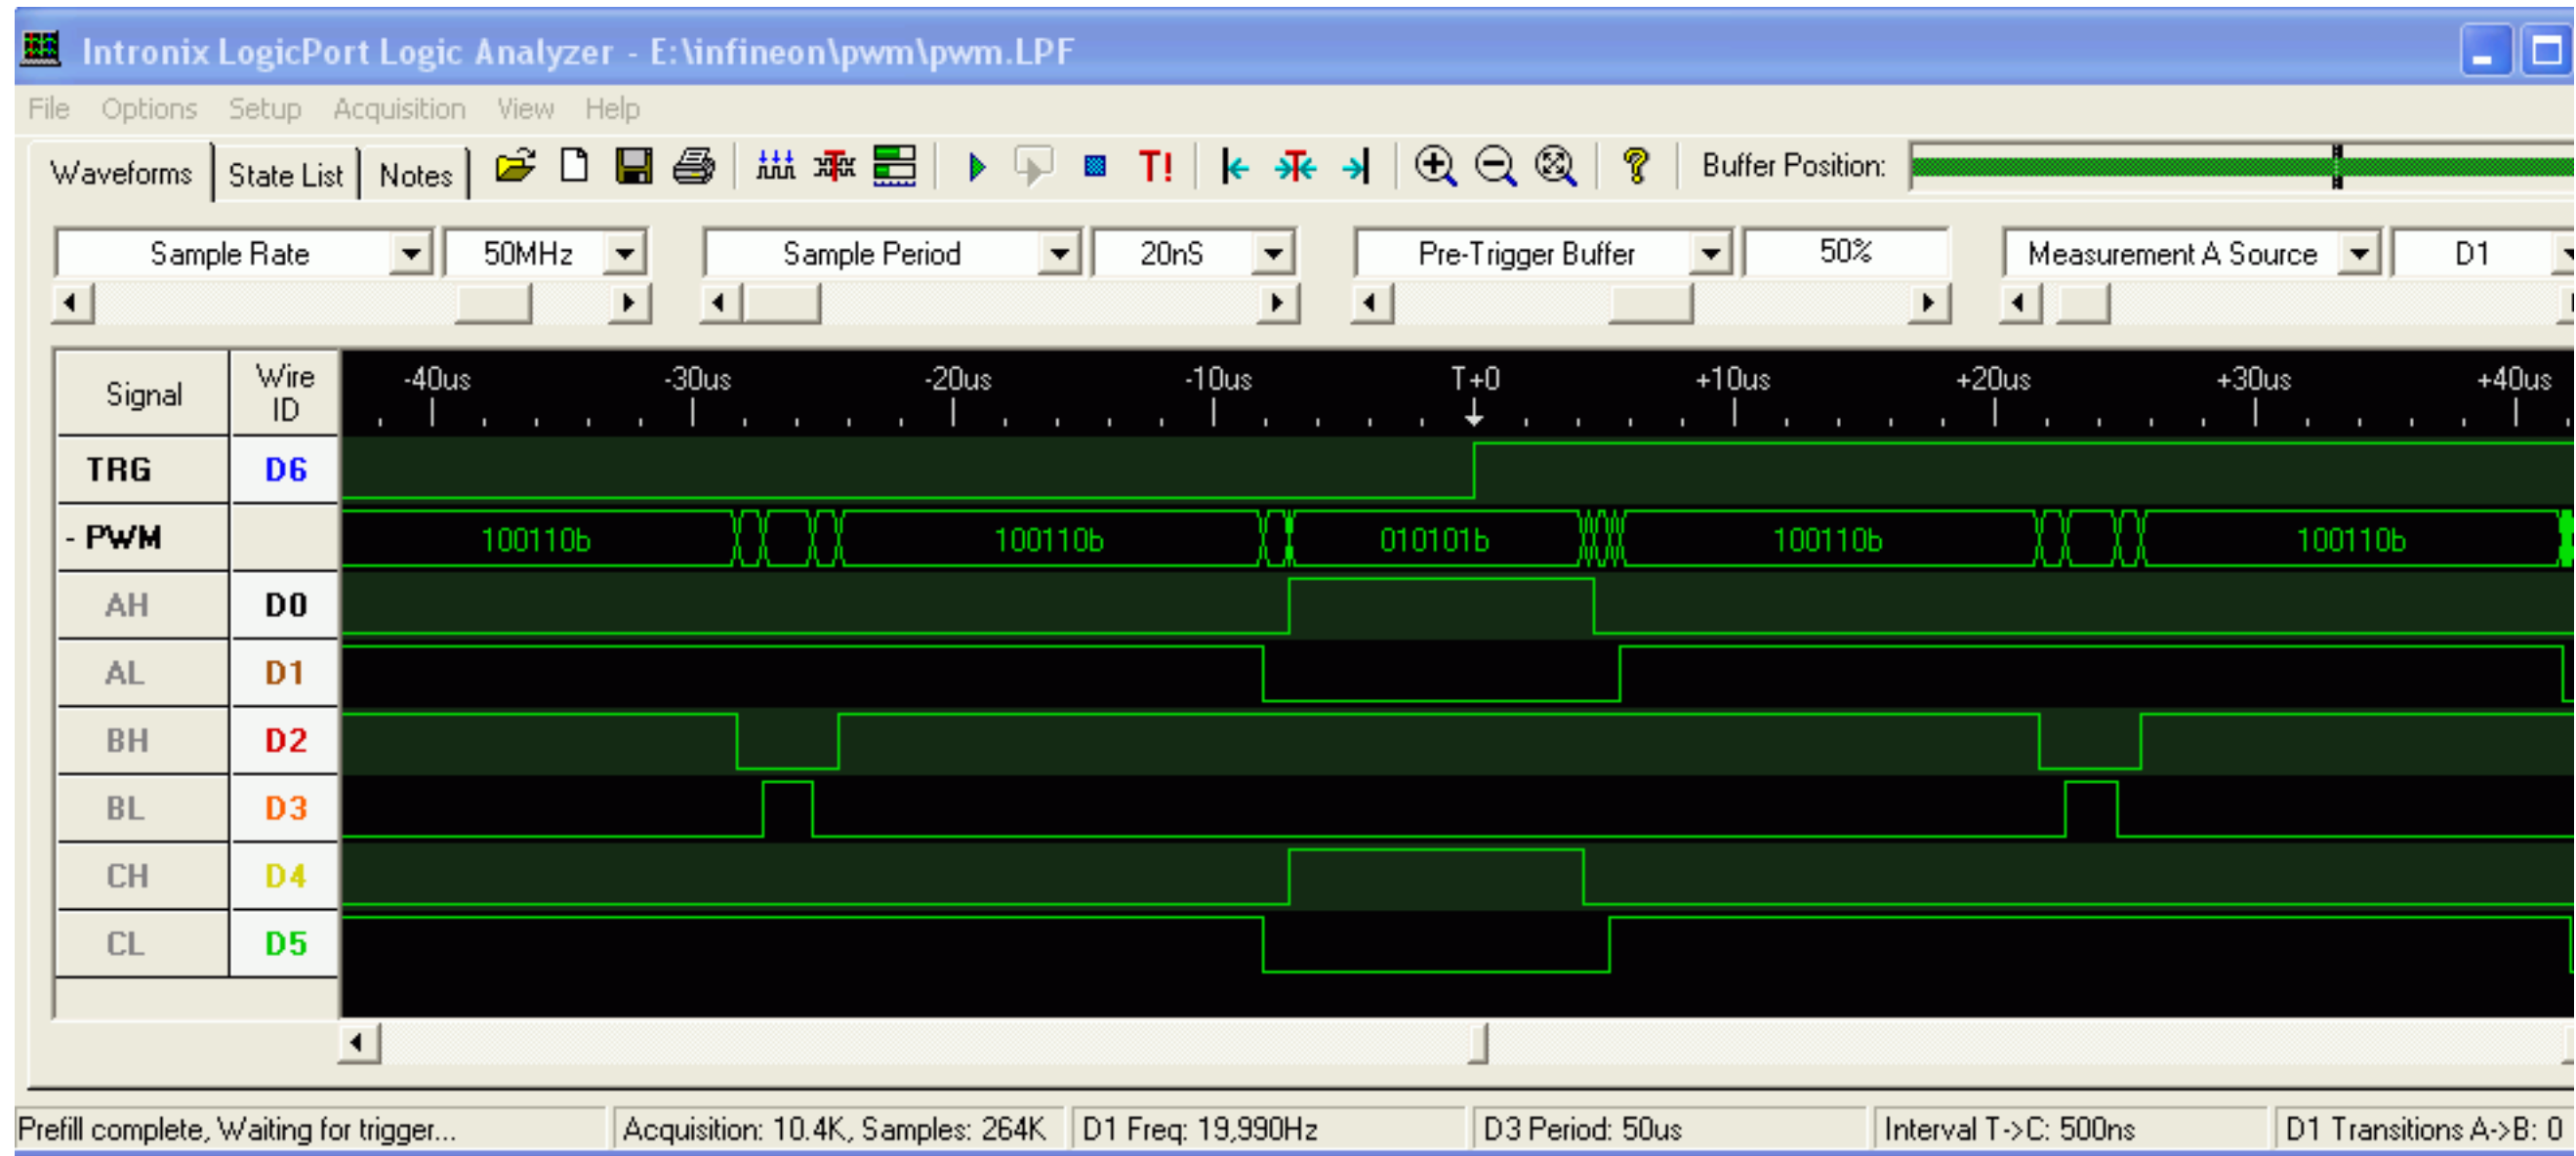 Intronix LogicPort Logic Analyzer - E:\infineon\pwm\pwm.LPF
File Options Setup Acquisition View Help
Waveforms State List Notes T! Buffer Position:
Sample Rate 50MHz Sample Period 20nS Pre-Trigger Buffer 50% Measurement A Source D1
Signal Wire ID -40us -30us -20us -10us T+0 +10us +20us +30us +40us
TRG D6
- PWM 100110b 100110b 010101b 100110b 100110b
AH D0
AL D1
BH D2
BL D3
CH D4
CL D5
Prefill complete, Waiting for trigger... Acquisition: 10.4K, Samples: 264K D1 Freq: 19,990Hz D3 Period: 50us Interval T->C: 500ns D1 Transitions A->B: 0